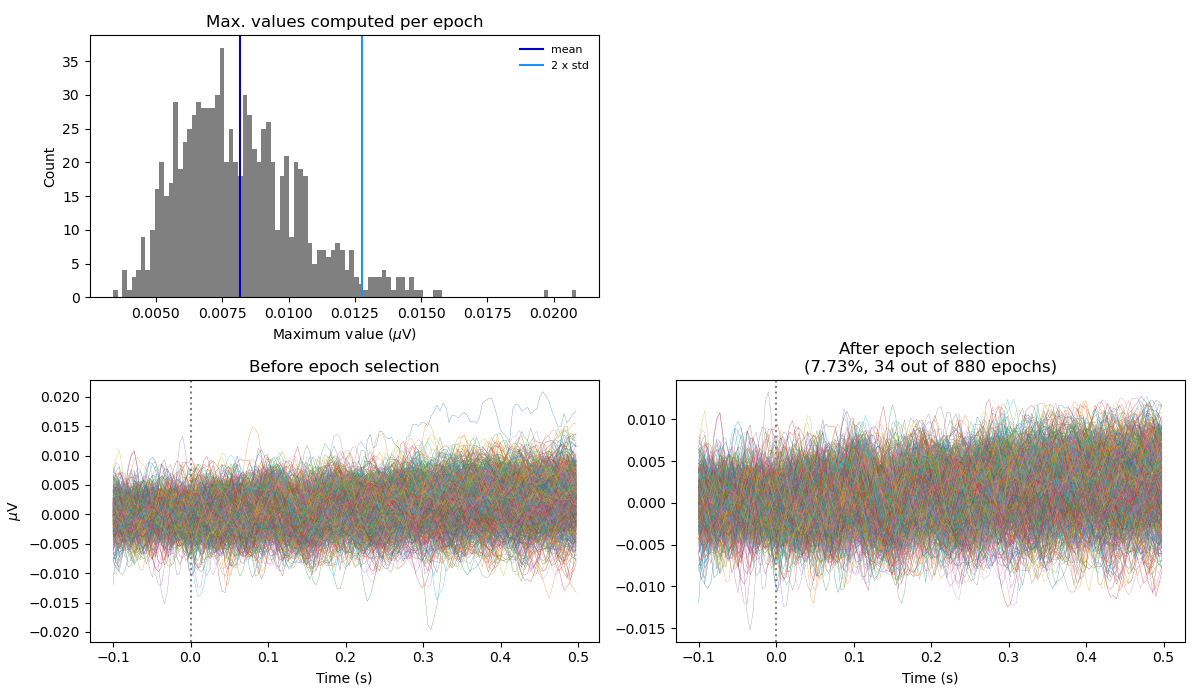 Max. values computed per epoch
mean
2 x std
Count
35
30
25
20
15
10
5
0
0.0050 0.0075 0.0100 0.0125 0.0150 0.0175 0.0200
Maximum value (μV)
Before epoch selection
μV
0.020
0.015
0.010
0.005
0.000
−0.005
−0.010
−0.015
−0.020
−0.1 0.0 0.1 0.2 0.3 0.4 0.5
Time (s)
After epoch selection
(7.73%, 34 out of 880 epochs)
0.010
0.005
0.000
−0.005
−0.010
−0.015
−0.1 0.0 0.1 0.2 0.3 0.4 0.5
Time (s)